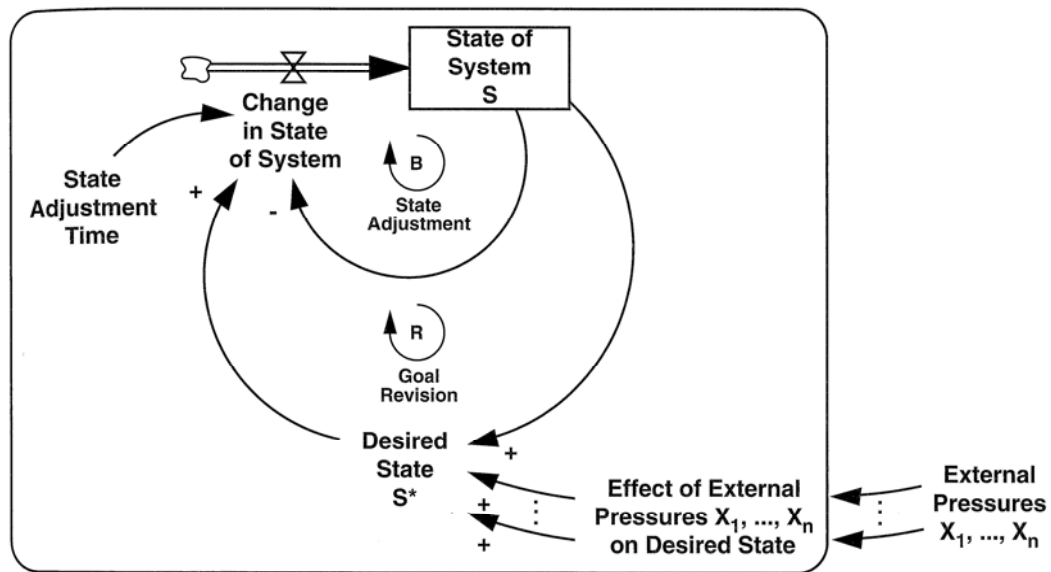 State of
System
S
Change
in State
of System
B
State
Adjustment
State
Adjustment
Time
+
-
R
Goal
Revision
Desired
State
S*
+
+
+
Effect of External
Pressures X1, ..., Xn
on Desired State
External
Pressures
X1, ..., Xn